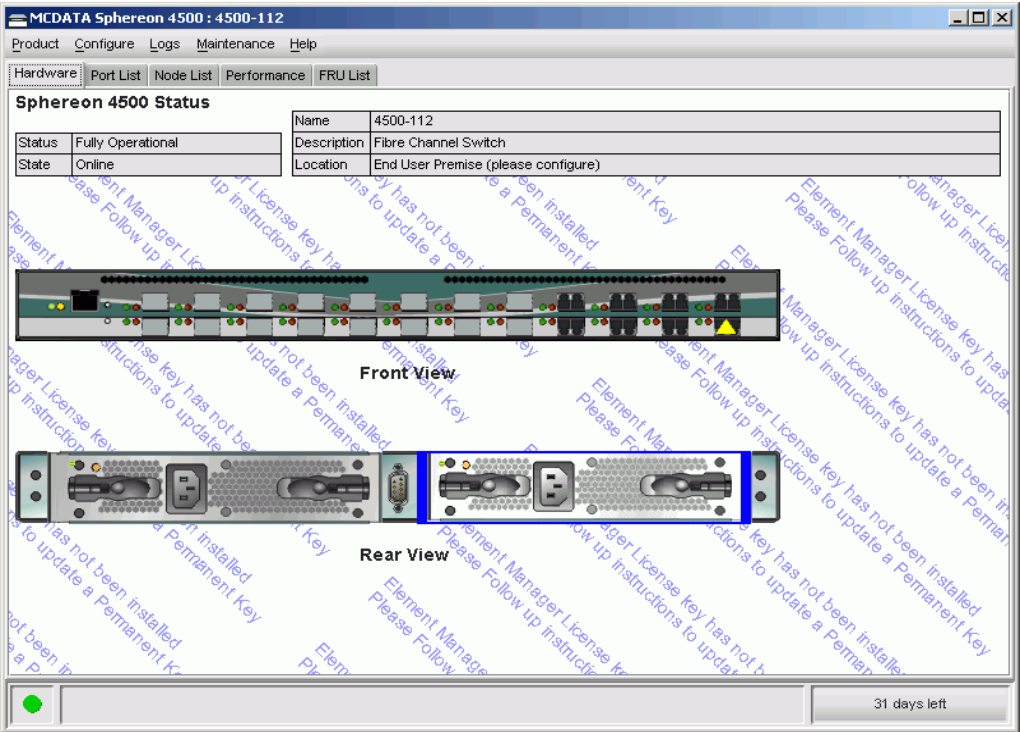 MCDATA Sphereon 4500 : 4500-112
Product Configure Logs Maintenance Help
Hardware Port List Node List Performance FRU List
Sphereon 4500 Status
Name 4500-112
Status Fully Operational Description Fibre Channel Switch
State Online Location End User Premise (please configure)
Element Manager License key has not been installed
Please Follow up instructions to update a Permanent Key
Front View
Rear View
31 days left